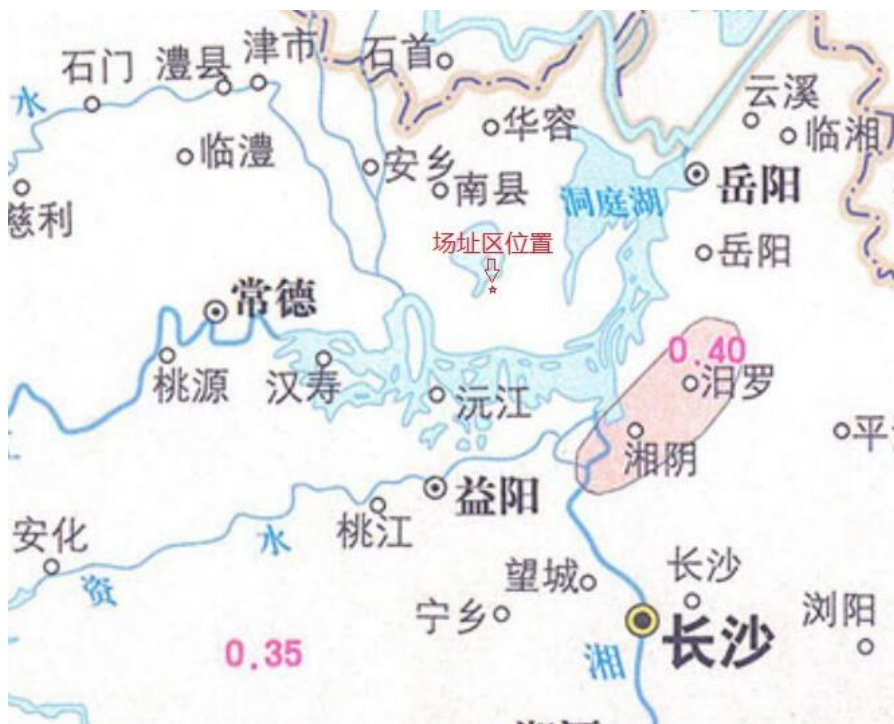 石门
澧县
津市
石首
云溪
临湘
水
临澧
安乡
南县
华容
洞庭湖
岳阳
慈利
场址区位置
岳阳
常德
0.40
桃源
汉寿
沅江
汨罗
湘阴
益阳
桃江
安化
资
水
望城
长沙
宁乡
浏阳
长沙
0.35
湘